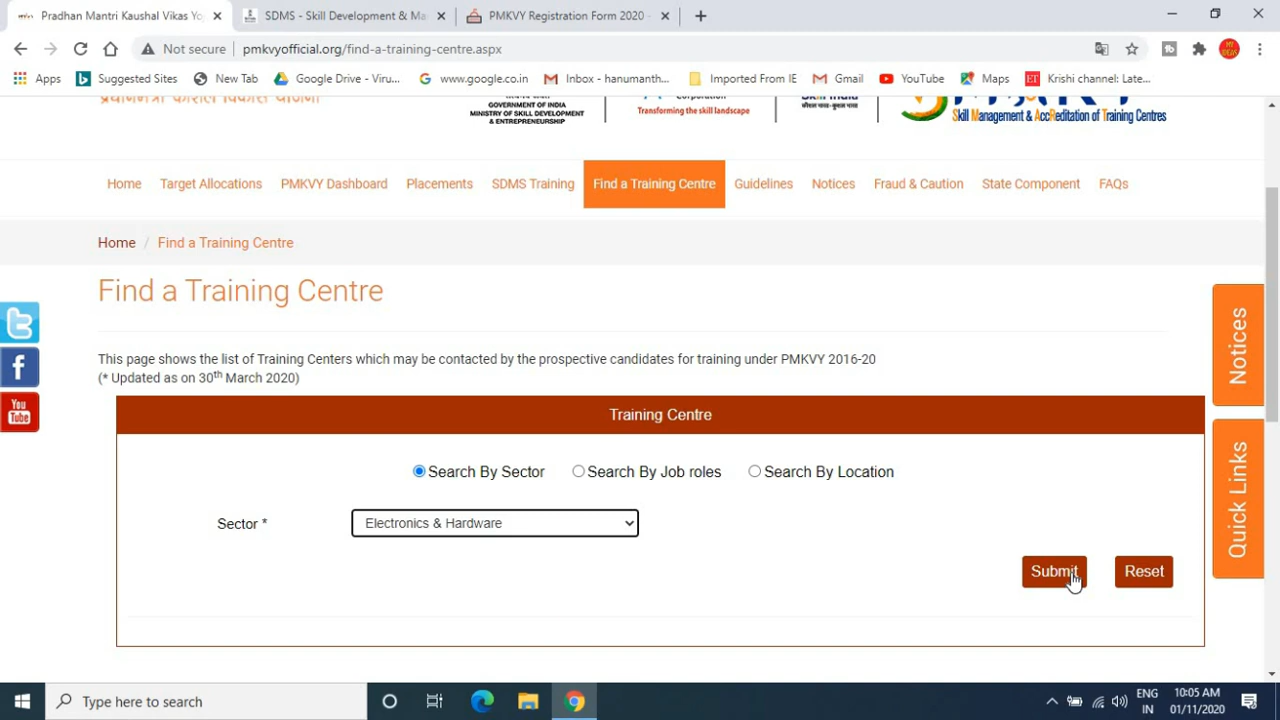 Pradhan Mantri Kaushal Vikas Yo
SDMS - Skill Development & Ma
PMKVY Registration Form 2020 -
Not secure
pmkvyofficial.org/find-a-training-centre.aspx
Apps
Suggested Sites
New Tab
Google Drive - Viru...
www.google.co.in
Inbox - hanumanth...
Imported From IE
Gmail
YouTube
Maps
Krishi channel: Late...
GOVERNMENT OF INDIA
MINISTRY OF SKILL DEVELOPMENT
& ENTREPRENEURSHIP
Corporation
Transforming the skill landscape
Skill Management & AccReditation of Training Centres
Home
Target Allocations
PMKVY Dashboard
Placements
SDMS Training
Find a Training Centre
Guidelines
Notices
Fraud & Caution
State Component
FAQs
Home / Find a Training Centre
Find a Training Centre
This page shows the list of Training Centers which may be contacted by the prospective candidates for training under PMKVY 2016-20
(* Updated as on 30th March 2020)
Training Centre
Search By Sector
Search By Job roles
Search By Location
Sector *
Electronics & Hardware
Submit
Reset
Notices
Quick Links
You
Tube
Type here to search
ENG
IN
10:05 AM
01/11/2020